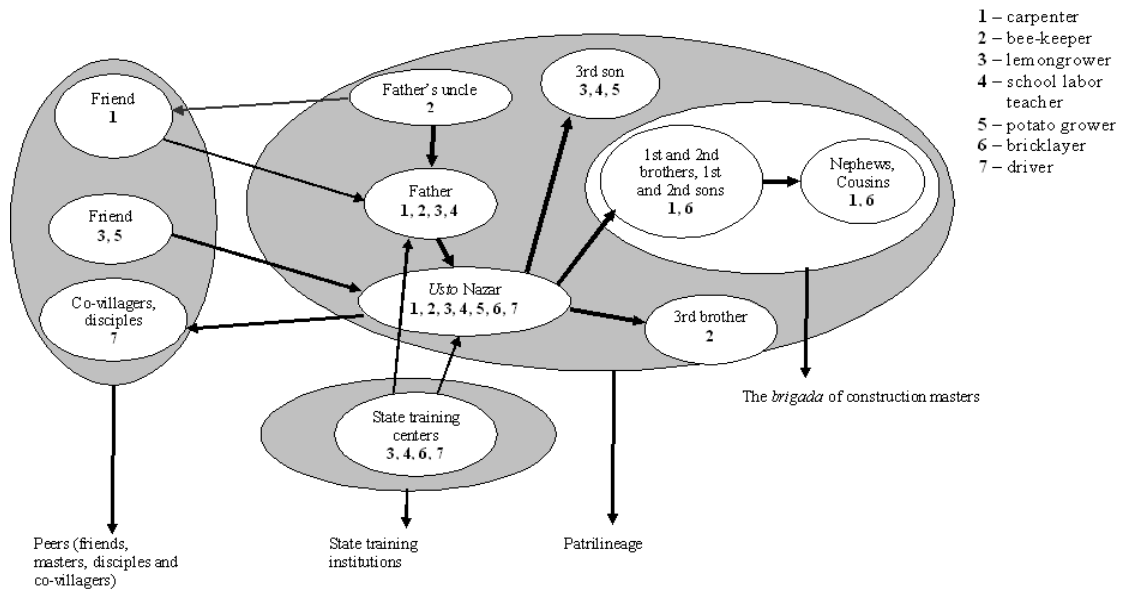 1 – carpenter
2 – bee-keeper
3 – lemongrower
4 – school labor
teacher
5 – potato grower
6 – bricklayer
7 – driver
Friend
1
Friend
3, 5
Co-villagers,
disciples
7
Father's uncle
2
Father
1, 2, 3, 4
Usto Nazar
1, 2, 3, 4, 5, 6, 7
3rd son
3, 4, 5
1st and 2nd
brothers, 1st
and 2nd sons
1, 6
Nephews,
Cousins
1, 6
3rd brother
2
State training
centers
3, 4, 6, 7
The brigada of construction masters
Peers (friends,
masters, disciples and
co-villagers)
State training
institutions
Patrilineage